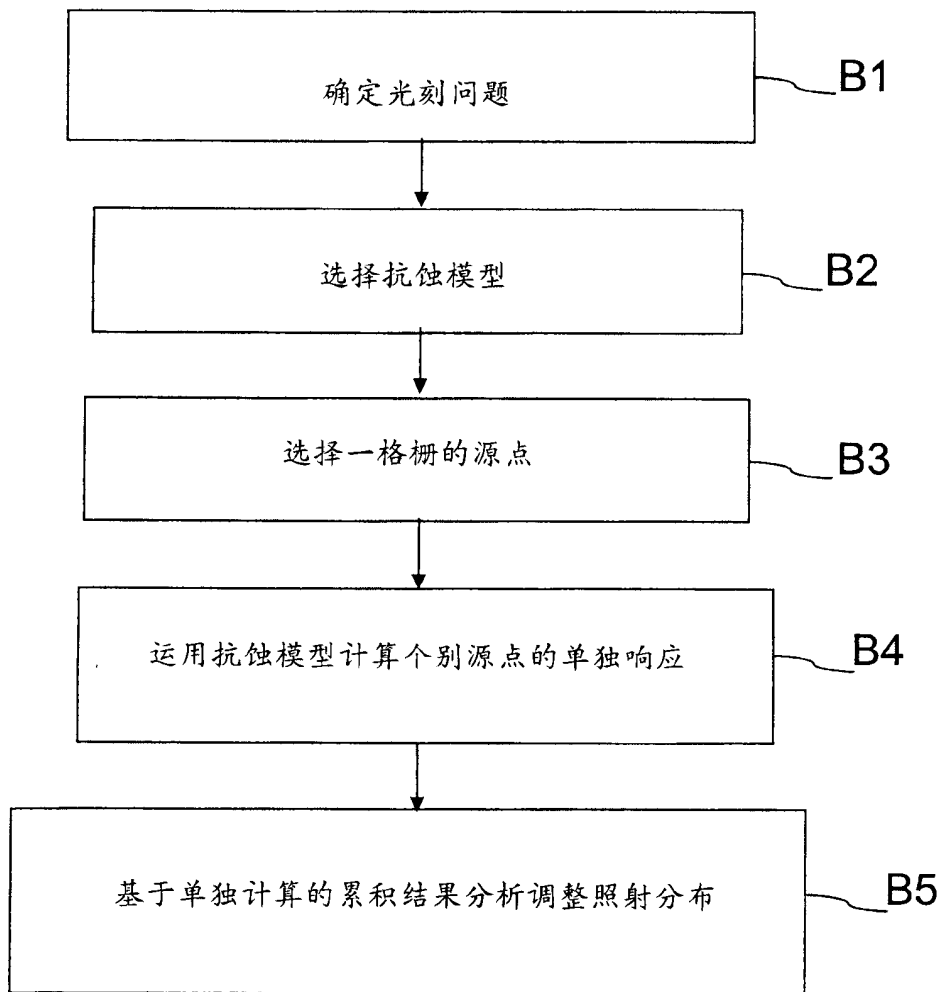 确定光刻问题
B1
选择抗蚀模型
B2
选择一格栅的源点
B3
运用抗蚀模型计算个别源点的单独响应
B4
基于单独计算的累积结果分析调整照射分布
B5